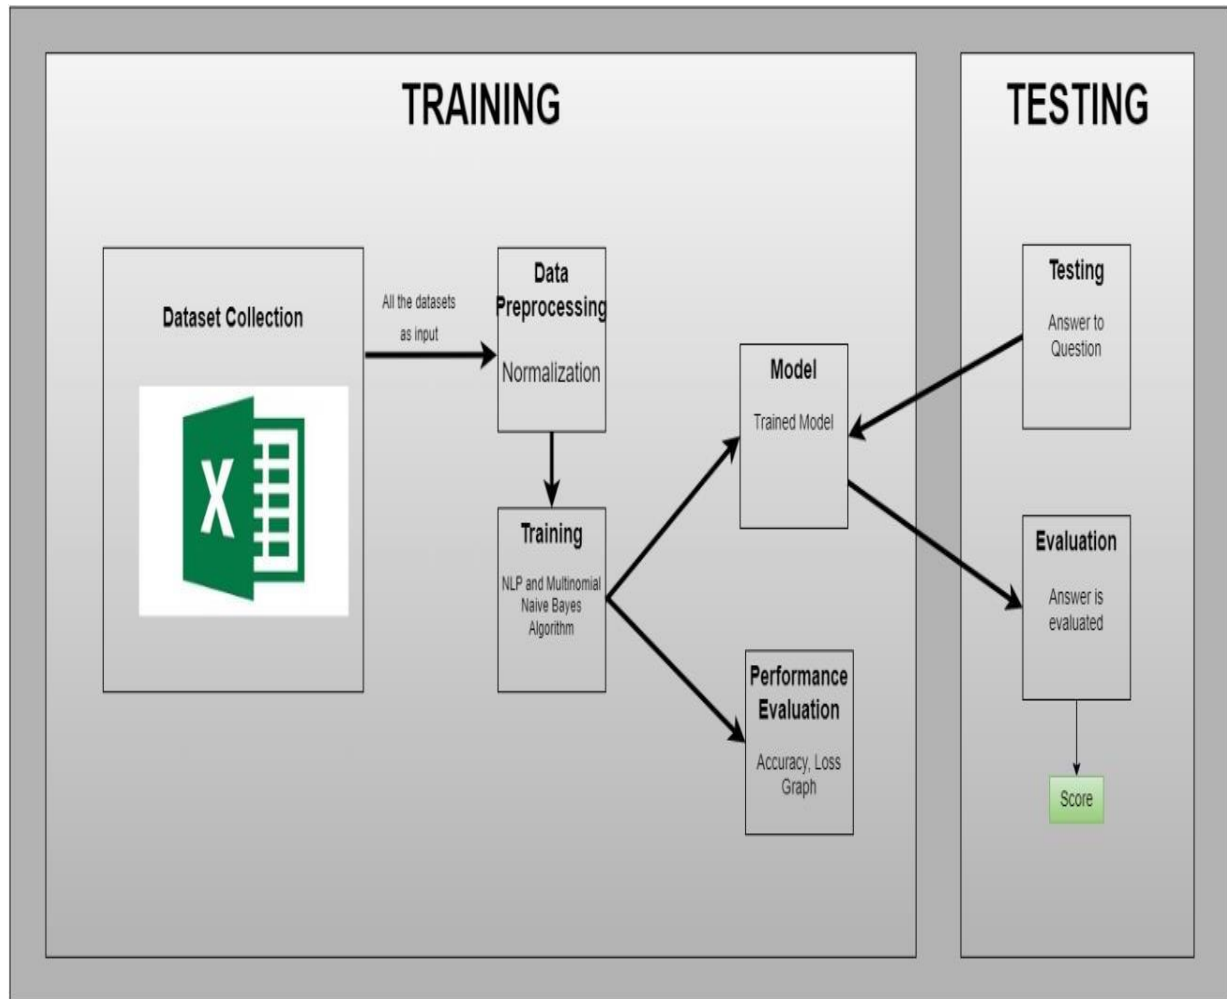 TRAINING
Dataset Collection
X
All the datasets
as input
Data
Preprocessing
Normalization
Training
NLP and Multinomial
Naive Bayes
Algorithm
Model
Trained Model
Performance
Evaluation
Accuracy, Loss
Graph
TESTING
Testing
Answer to
Question
Evaluation
Answer is
evaluated
Score